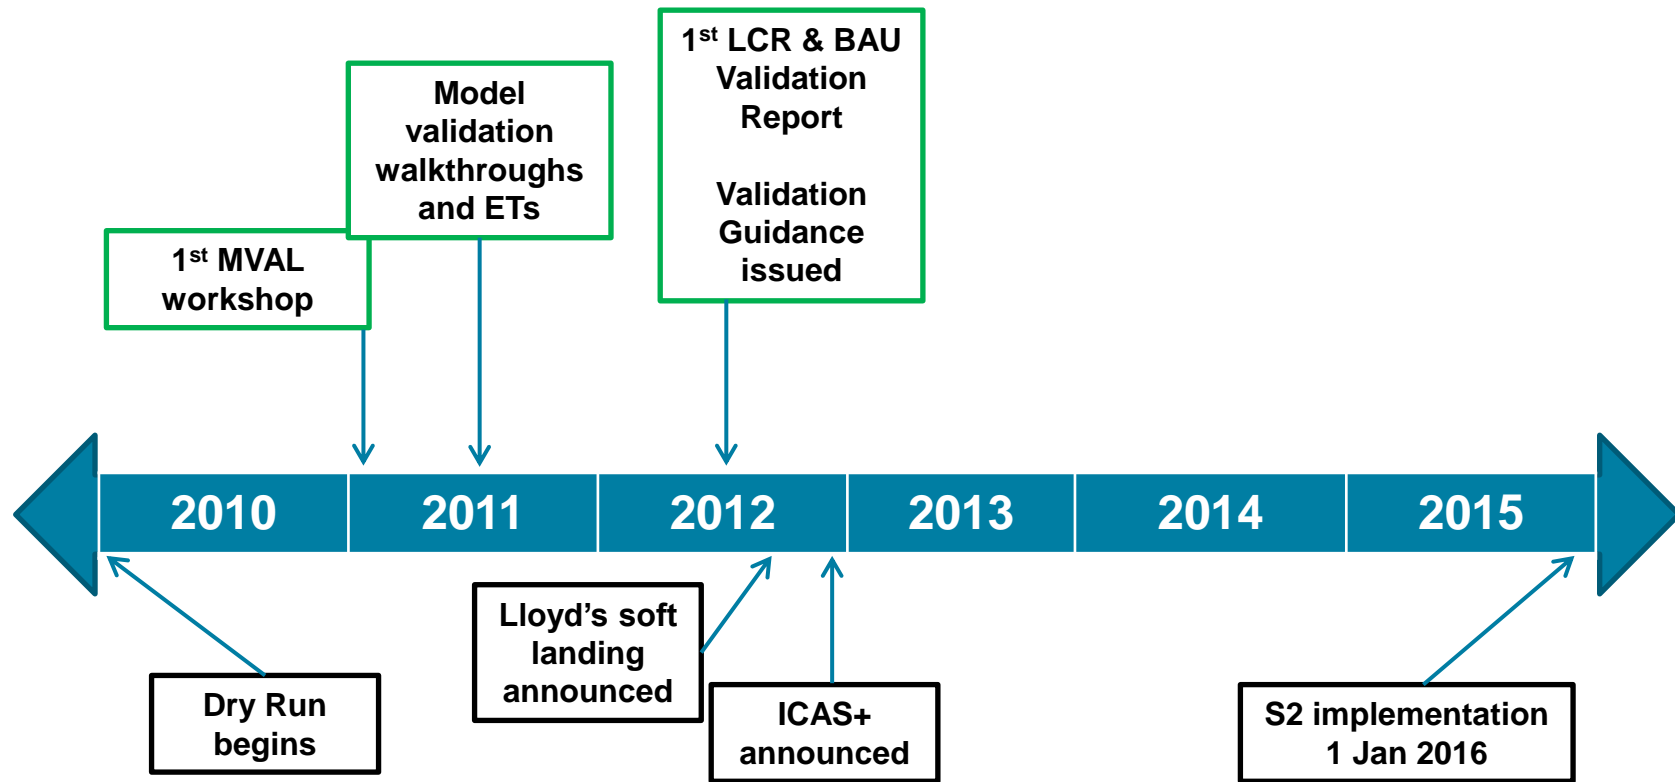 1st LCR & BAU
Validation
Report
Validation
Guidance
issued
Model
validation
walkthroughs
and ETs
1st MVAL
workshop
2010
2011
2012
2013
2014
2015
Lloyd’s soft
landing
announced
Dry Run
begins
ICAS+
announced
S2 implementation
1 Jan 2016